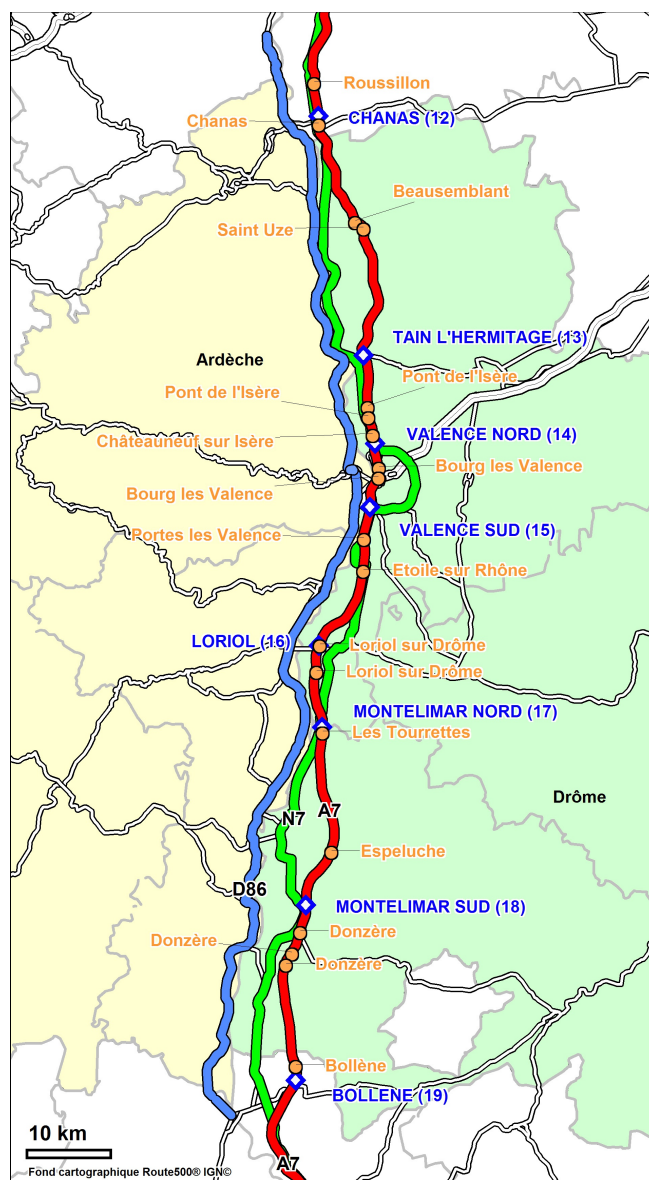 Roussillon
CHANAS (12)
Chanas
Beausemblant
Saint Uze
TAIN L'HERMITAGE (13)
Ardèche
Pont de l'Isère
Pont de l'Isère
VALENCE NORD (14)
Châteauneuf sur Isère
Bourg les Valence
Bourg les Valence
VALENCE SUD (15)
Portes les Valence
Etoile sur Rhône
LORIOL (16)
Loriol sur Drôme
Loriol sur Drôme
MONTELIMAR NORD (17)
Les Tourrettes
Drôme
A7
N7
Espeluche
D86
MONTELIMAR SUD (18)
Donzère
Donzère
Donzère
Bollène
BOLLENE (19)
10 km
A7
Fond cartographique Route500® IGN©